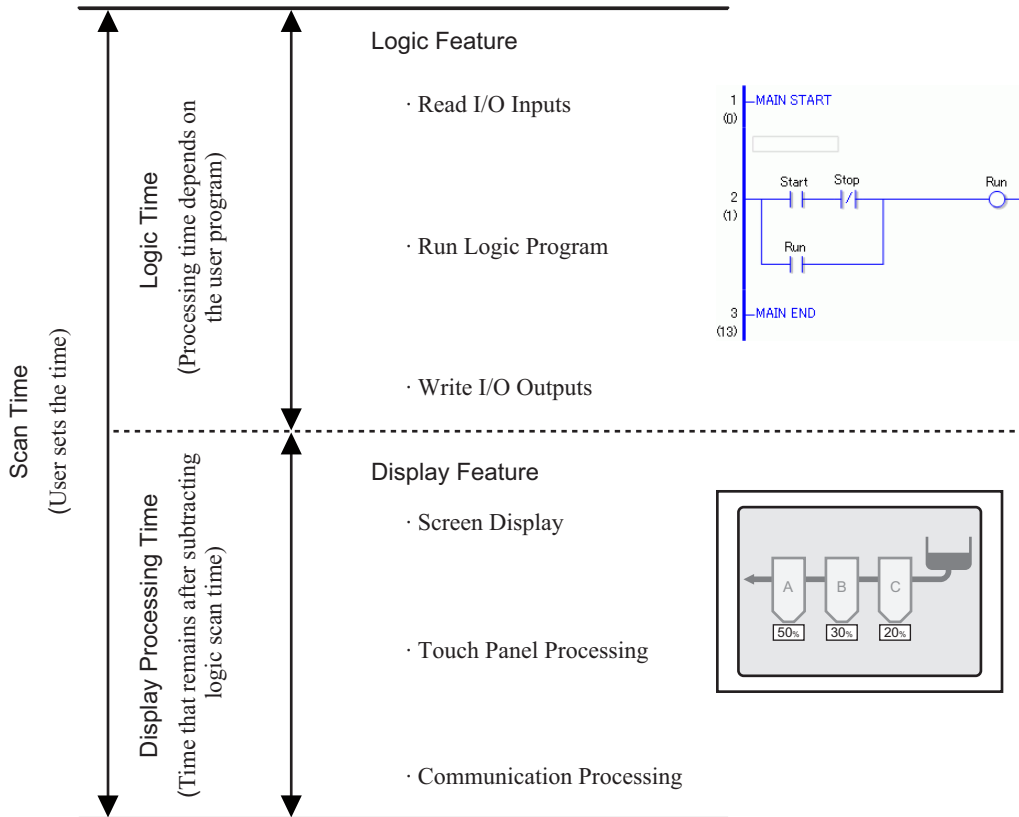 Scan Time
(User sets the time)
Logic Time
(Processing time depends on
the user program)
Logic Feature
· Read I/O Inputs
· Run Logic Program
· Write I/O Outputs
1
(0)
MAIN START
2
(1)
Start
Stop
Run
Run
3
(13)
MAIN END
Display Processing Time
(Time that remains after subtracting
logic scan time)
Display Feature
· Screen Display
· Touch Panel Processing
· Communication Processing
A
B
C
50%
30%
20%